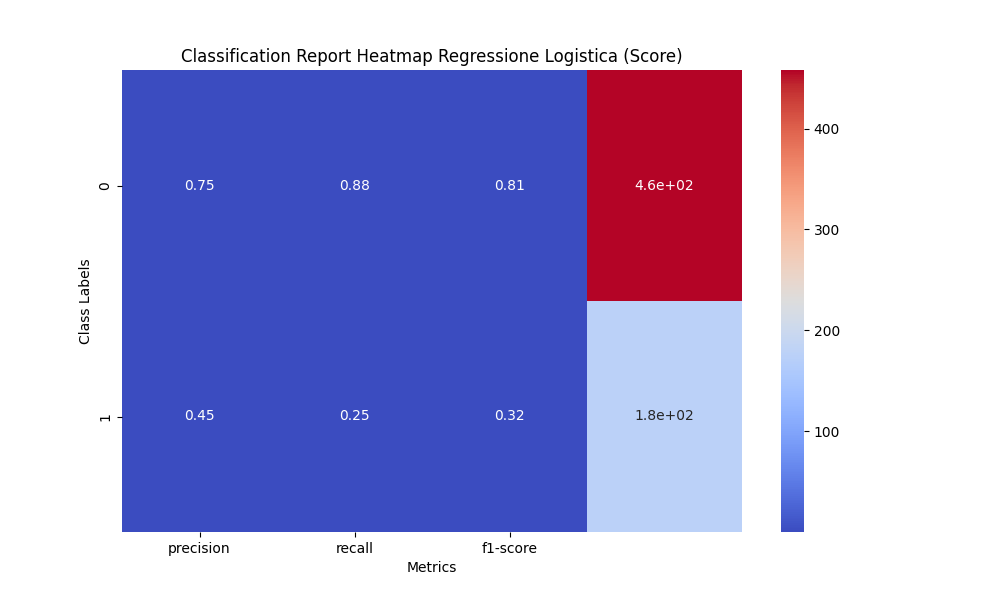 Classification Report Heatmap Regressione Logistica (Score)
Class Labels
0
0.75 0.88 0.81 4.6e+02
1
0.45 0.25 0.32 1.8e+02
precision recall f1-score
Metrics
400
300
200
100